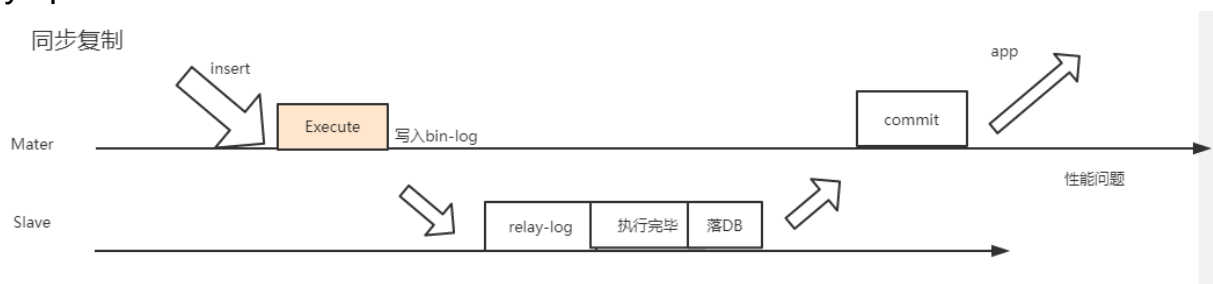 同步复制
insert
app
Execute
写入bin-log
commit
Mater
性能问题
Slave
relay-log
执行完毕
落DB